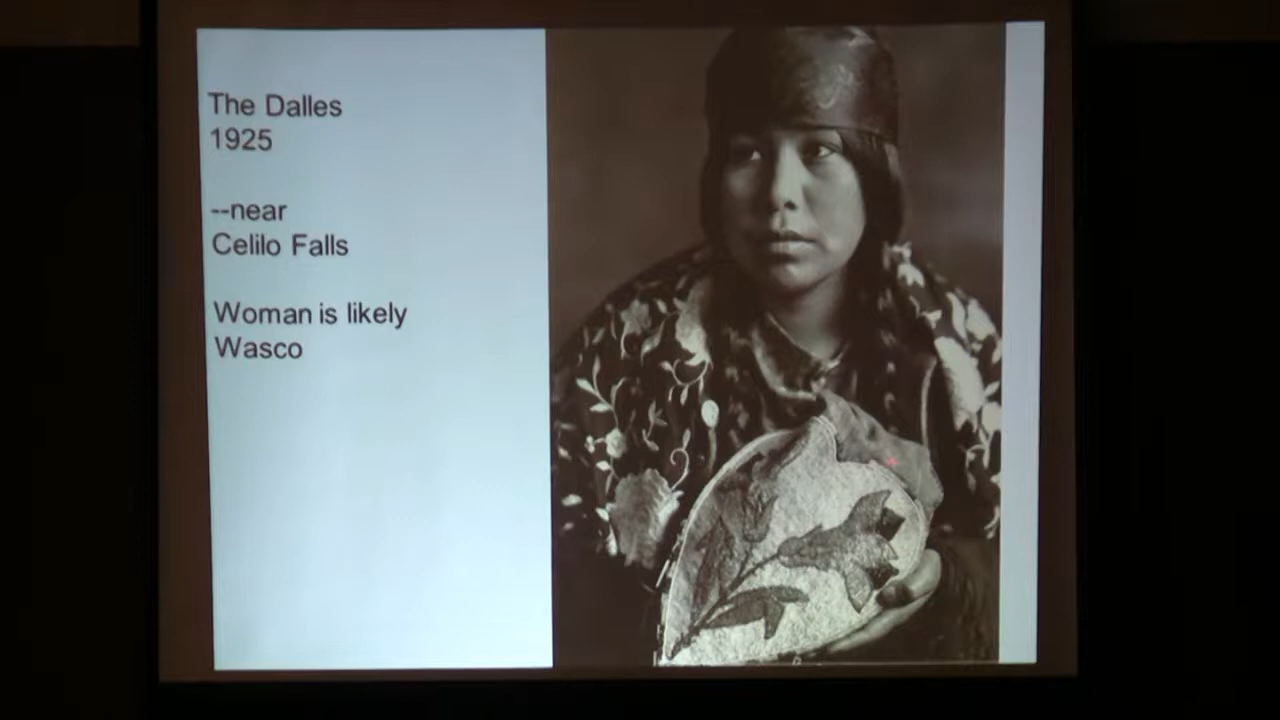 The Dalles
1925
--near
Celilo Falls
Woman is likely
Wasco